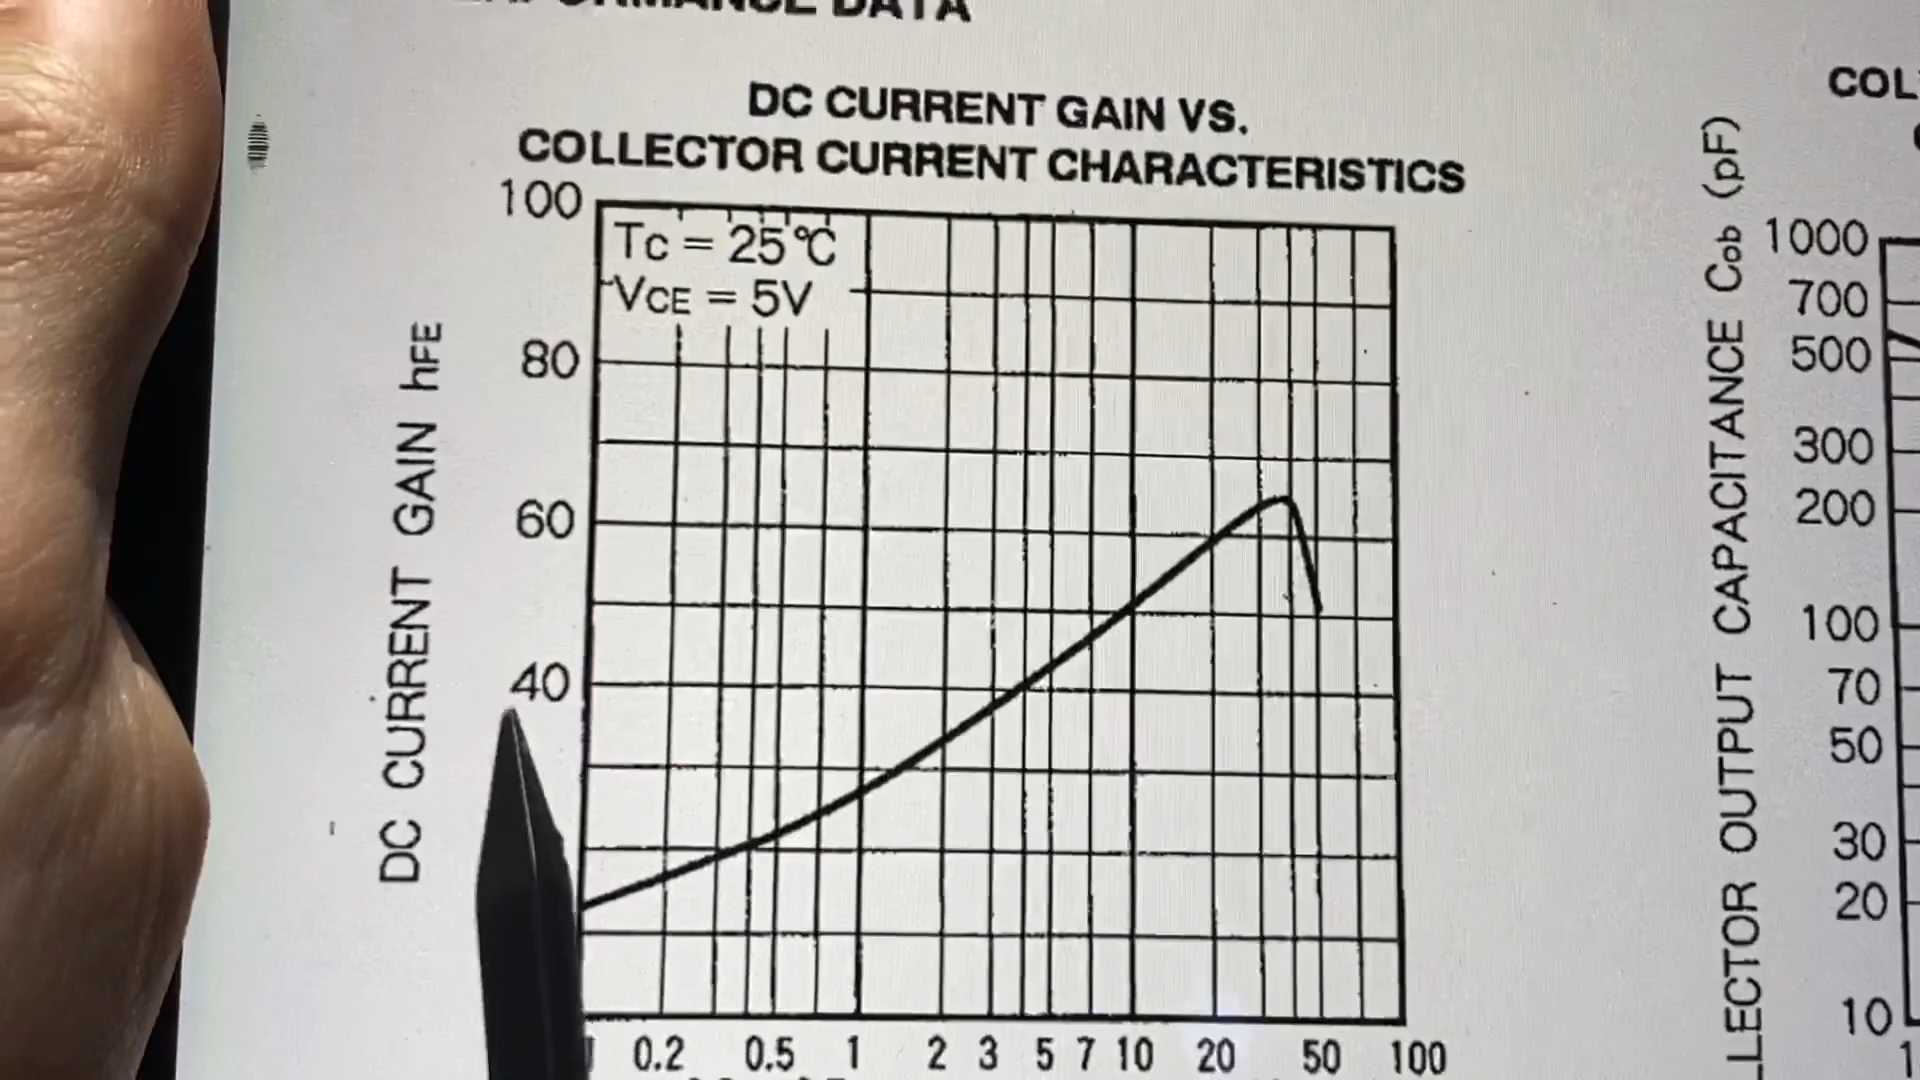 DATA
DC CURRENT GAIN VS.
COLLECTOR CURRENT CHARACTERISTICS
Tc = 25°C
VCE = 5V
DC CURRENT GAIN hFE
100
80
60
40
0.2 0.5 1 2 3 5 7 10 20 50 100
COL
COLLECTOR OUTPUT CAPACITANCE Cob (pF)
1000
700
500
300
200
100
70
50
30
20
10
1